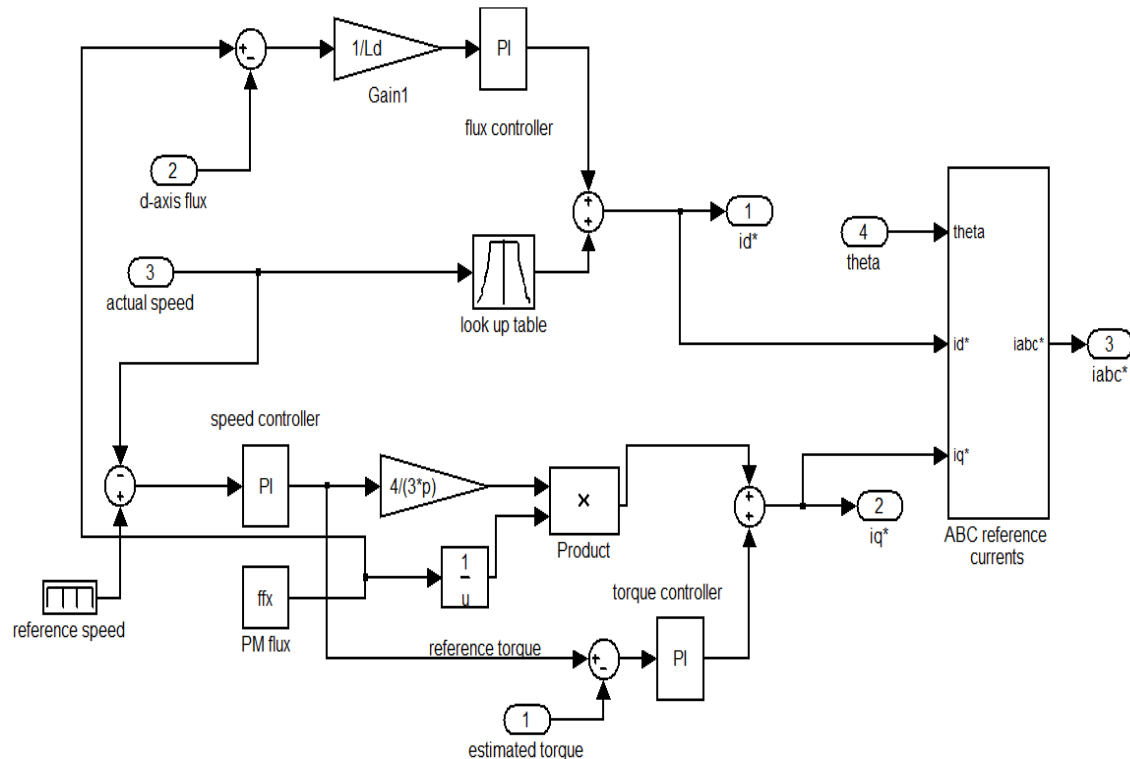 +
-
1/Ld
Gain1
PI
flux controller
2
d-axis flux
+
+
1
id*
3
actual speed
look up table
4
theta
theta
id*
iabc*
3
iabc*
iq*
ABC reference
currents
speed controller
-
+
PI
4/(3*p)
×
Product
+
+
2
iq*
reference speed
ffx
PM flux
1
u
torque controller
reference torque
+
-
PI
1
estimated torque